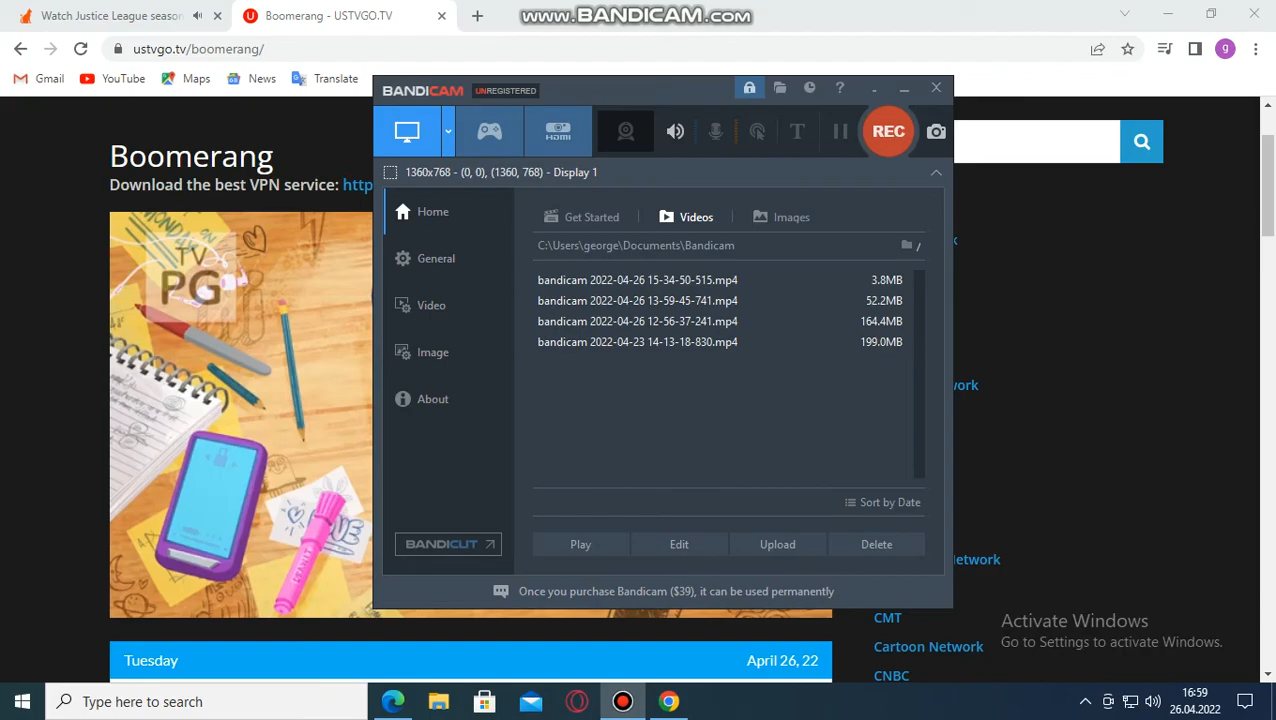 Watch Justice League season
Boomerang - USTVGO.TV
www.BANDICAM.com
ustvgo.tv/boomerang/
g
Gmail
YouTube
Maps
News
Translate
BANDICAM
UNREGISTERED
HDMI
T
REC
1360x768 - (0, 0), (1360, 768) - Display 1
Boomerang
Download the best VPN service: http
TV
PG
Home
General
Video
Image
About
BANDICUT
Get Started
Videos
Images
C:\Users\george\Documents\Bandicam
bandicam 2022-04-26 15-34-50-515.mp4 3.8MB
bandicam 2022-04-26 13-59-45-741.mp4 52.2MB
bandicam 2022-04-26 12-56-37-241.mp4 164.4MB
bandicam 2022-04-23 14-13-18-830.mp4 199.0MB
Sort by Date
Play
Edit
Upload
Delete
Once you purchase Bandicam ($39), it can be used permanently
CMT
Cartoon Network
CNBC
Activate Windows
Go to Settings to activate Windows.
Tuesday
April 26, 22
Type here to search
16:59
26.04.2022